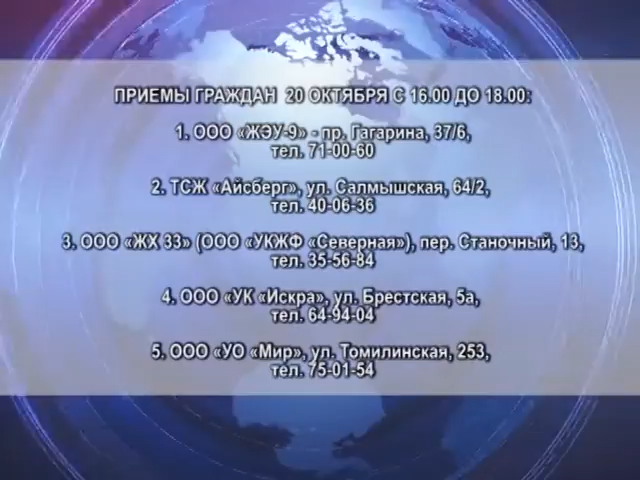 ПРИЕМЫ ГРАЖДАН 20 ОКТЯБРЯ С 16.00 ДО 18.00:
1. ООО «ЖЭУ-9» - пр. Гагарина, 37/6,
тел. 71-00-60
2. ТСЖ «Айсберг», ул. Салмышская, 64/2,
тел. 40-06-36
3. ООО «ЖХ 33» (ООО «УКЖФ «Северная»), пер. Станочный, 13,
тел. 35-56-84
4. ООО «УК «Искра», ул. Брестская, 5а,
тел. 64-94-04
5. ООО «УО «Мир», ул. Томилинская, 253,
тел. 75-01-54